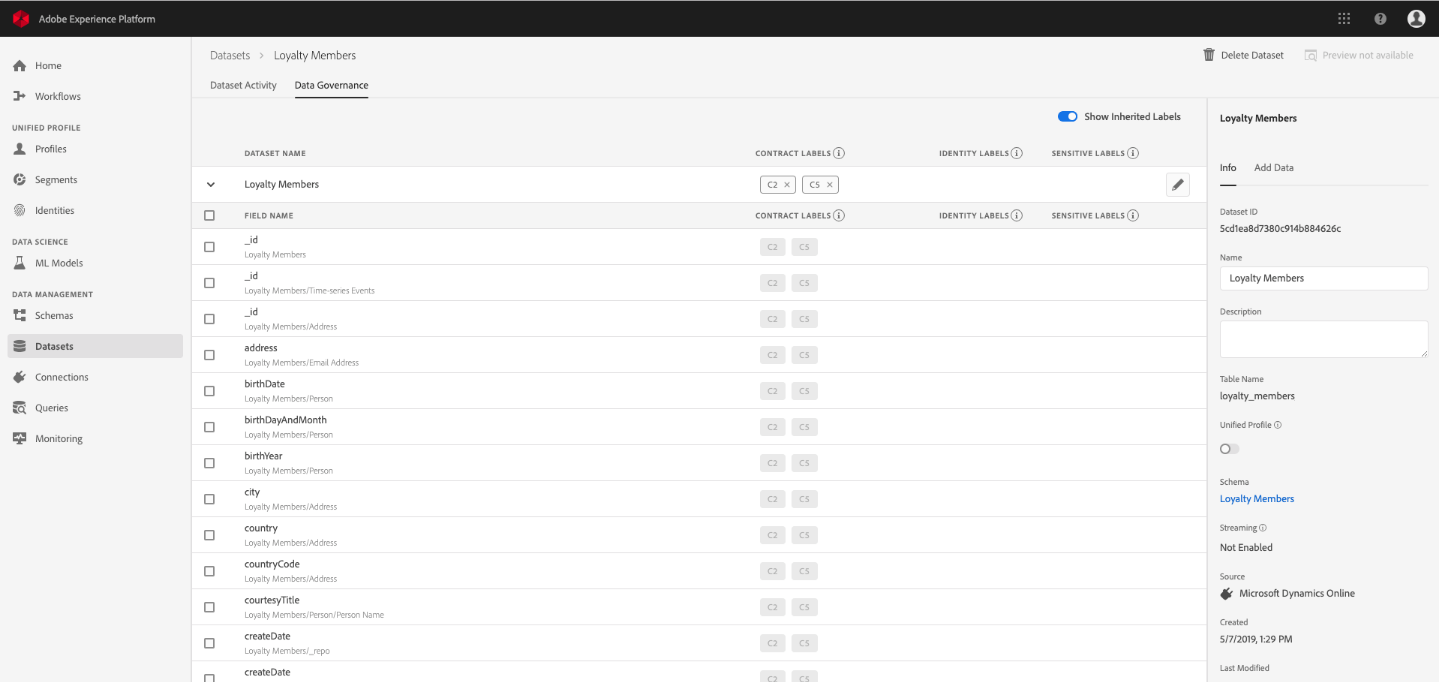 Adobe Experience Platform
Home
Workflows
UNIFIED PROFILE
Profiles
Segments
Identities
DATA SCIENCE
ML Models
DATA MANAGEMENT
Schemas
Datasets
Connections
Queries
Monitoring
Datasets > Loyalty Members
Delete Dataset
Preview not available
Dataset Activity
Data Governance
Show Inherited Labels
DATASET NAME CONTRACT LABELS IDENTITY LABELS SENSITIVE LABELS
Loyalty Members C2 × C5 ×
FIELD NAME CONTRACT LABELS IDENTITY LABELS SENSITIVE LABELS
_id C2 C5
Loyalty Members
_id C2 C5
Loyalty Members/Time-series Events
_id C2 C5
Loyalty Members/Address
address C2 C5
Loyalty Members/Email Address
birthDate C2 C5
Loyalty Members/Person
birthDayAndMonth C2 C5
Loyalty Members/Person
birthYear C2 C5
Loyalty Members/Person
city C2 C5
Loyalty Members/Address
country C2 C5
Loyalty Members/Address
countryCode C2 C5
Loyalty Members/Address
courtesyTitle C2 C5
Loyalty Members/Person/Person Name
createDate C2 C5
Loyalty Members/_repo
createDate C2 C5
Loyalty Members
Info
Add Data
Dataset ID
5cd1ea8d7380c914b884626c
Name
Loyalty Members
Description
Table Name
loyalty_members
Unified Profile
Schema
Loyalty Members
Streaming
Not Enabled
Source
Microsoft Dynamics Online
Created
5/7/2019, 1:29 PM
Last Modified